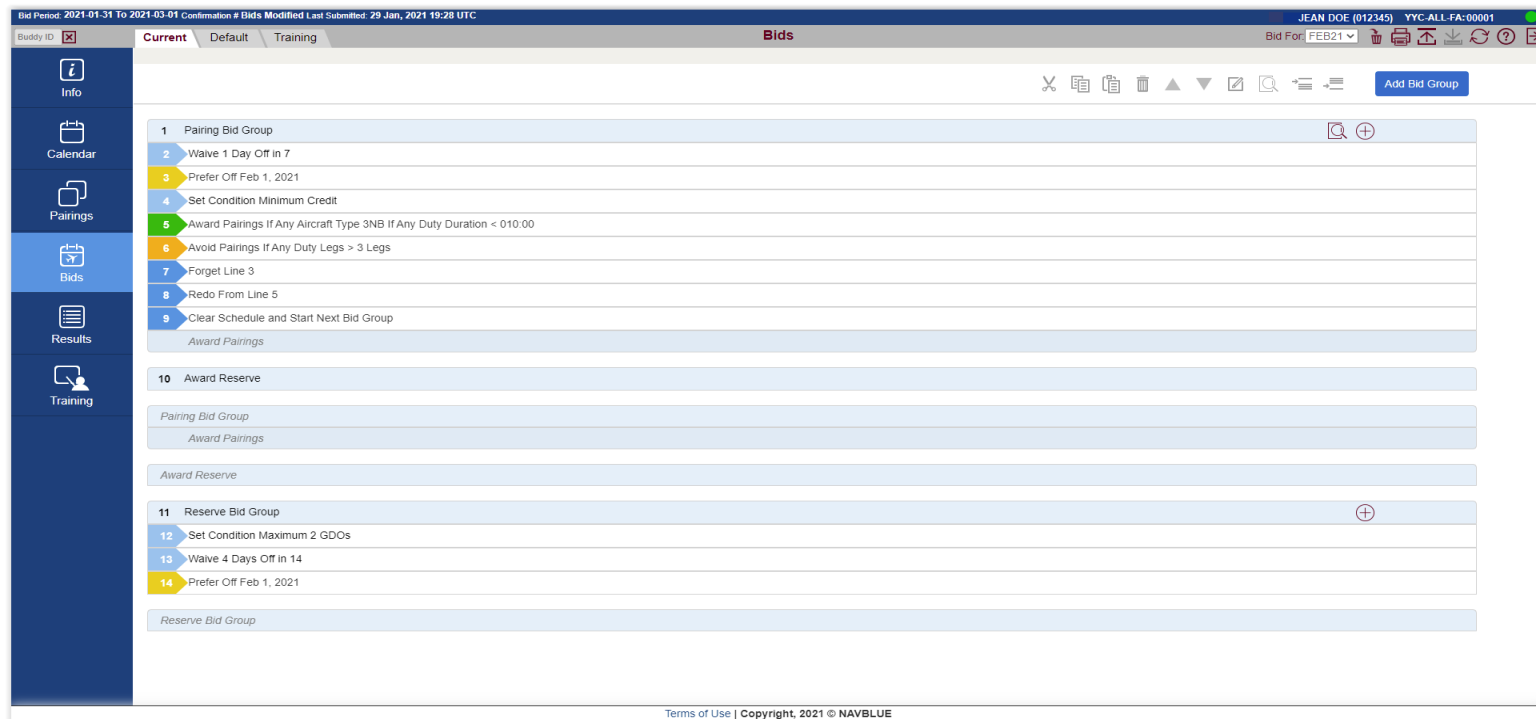 Bid Period: 2021-01-31 To 2021-03-01 Confirmation # Bids Modified Last Submitted: 29 Jan, 2021 19:28 UTC
JEAN DOE (012345) YYC-ALL-FA:00001
Buddy ID
Current Default Training
Bids
Bid For: FEB21
Info
Calendar
Pairings
Bids
Results
Training
Add Bid Group
1 Pairing Bid Group
2 Waive 1 Day Off in 7
3 Prefer Off Feb 1, 2021
4 Set Condition Minimum Credit
5 Award Pairings If Any Aircraft Type 3NB If Any Duty Duration < 010:00
6 Avoid Pairings If Any Duty Legs > 3 Legs
7 Forget Line 3
8 Redo From Line 5
9 Clear Schedule and Start Next Bid Group
Award Pairings
10 Award Reserve
Pairing Bid Group
Award Pairings
Award Reserve
11 Reserve Bid Group
12 Set Condition Maximum 2 GDOs
13 Waive 4 Days Off in 14
14 Prefer Off Feb 1, 2021
Reserve Bid Group
Terms of Use | Copyright, 2021 © NAVBLUE